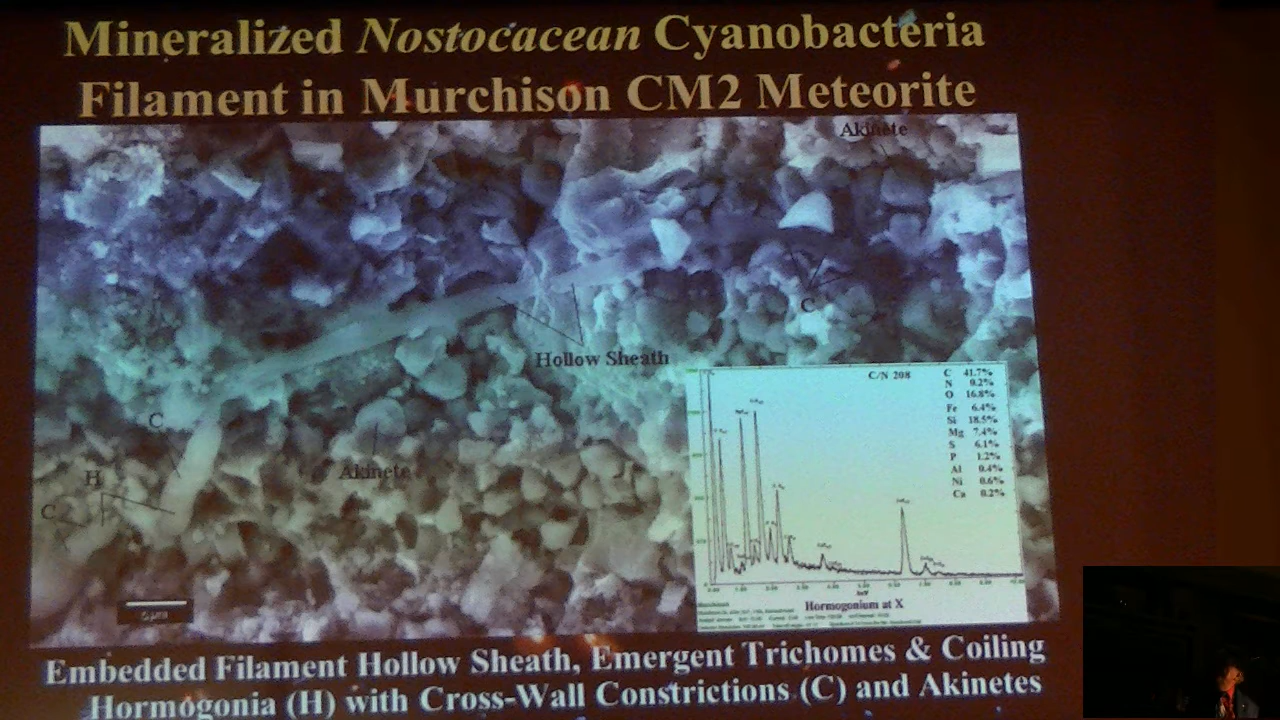 Mineralized Nostocacean Cyanobacteria
Filament in Murchison CM2 Meteorite
Akinete
C
Hollow Sheath
C
Akinete
H
C
5µm
C/N 208
C 41.7%
N 0.2%
O 16.8%
Fe 6.4%
Si 18.5%
Mg 7.4%
S 6.1%
P 1.2%
Al 0.4%
Ni 0.6%
Ca 0.2%
Hormogonium at X
Embedded Filament Hollow Sheath, Emergent Trichomes & Coiling
Hormogonia (H) with Cross-Wall Constrictions (C) and Akinetes